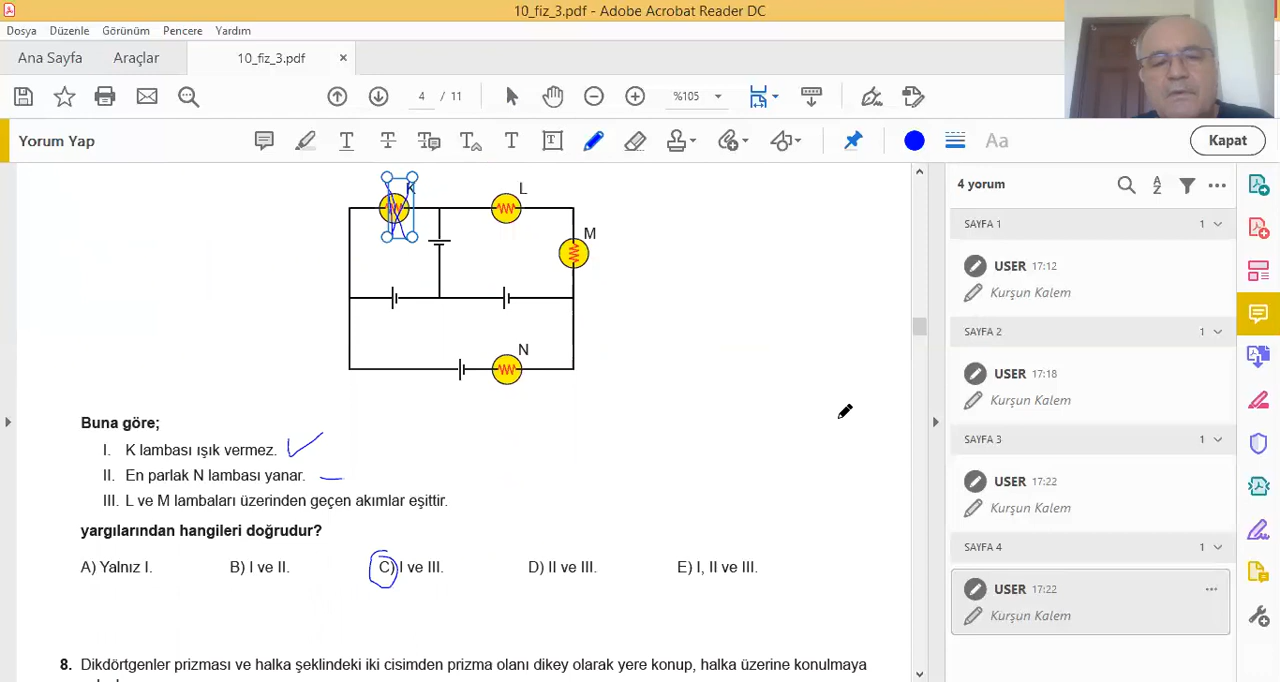 10_fiz_3.pdf - Adobe Acrobat Reader DC
Dosya Düzenle Görünüm Pencere Yardım
Ana Sayfa Araçlar 10_fiz_3.pdf ×
4 / 11 %105
Yorum Yap Aa Kapat
4 yorum
SAYFA 1 1
USER 17:12
Kurşun Kalem
SAYFA 2 1
USER 17:18
Kurşun Kalem
SAYFA 3 1
USER 17:22
Kurşun Kalem
SAYFA 4 1
USER 17:22
Kurşun Kalem
K L
M
N
Buna göre;
I. K lambası ışık vermez.
II. En parlak N lambası yanar.
III. L ve M lambaları üzerinden geçen akımlar eşittir.
yargılarından hangileri doğrudur?
A) Yalnız I. B) I ve II. C) I ve III. D) II ve III. E) I, II ve III.
8. Dikdörtgenler prizması ve halka şeklindeki iki cisimden prizma olanı dikey olarak yere konup, halka üzerine konulmaya